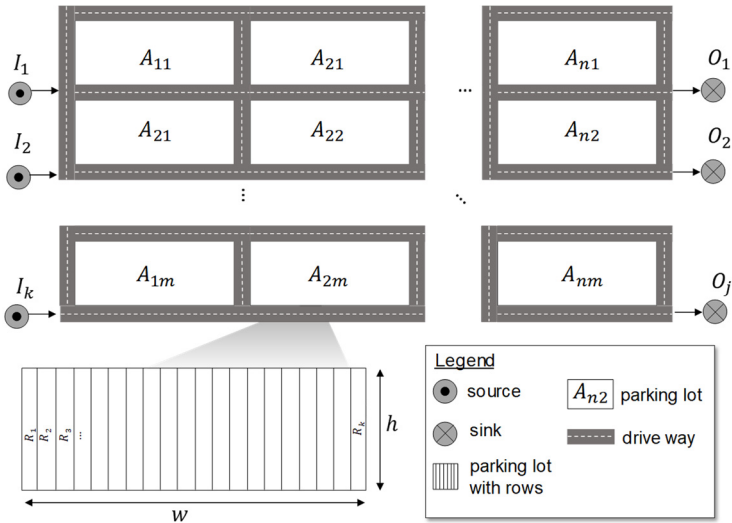 I₁
A₁₁
A₂₁
...
Aₙ₁
O₁
I₂
A₂₁
A₂₂
Aₙ₂
O₂
⋮
⋱
Iₖ
A₁ₘ
A₂ₘ
Aₙₘ
Oⱼ
R₁
R₂
R₃
...
Rₖ
h
w
Legend
source
Aₙ₂ parking lot
sink
drive way
parking lot
with rows